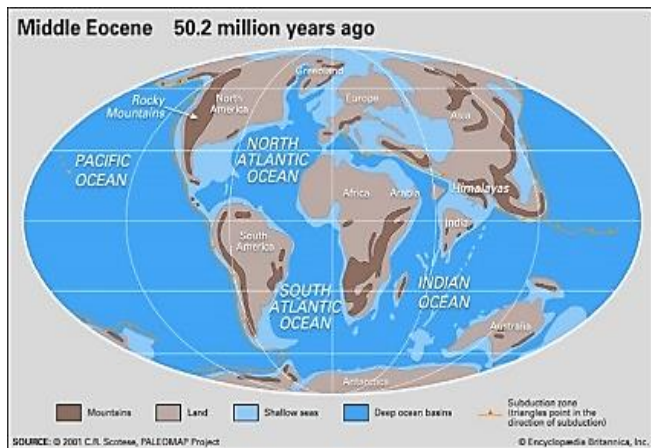 Middle Eocene 50.2 million years ago
Greenland
Rocky
Mountains
North
America
Europe
Asia
PACIFIC
OCEAN
NORTH
ATLANTIC
OCEAN
Africa
Arabia
Himalayas
India
South
America
SOUTH
ATLANTIC
OCEAN
INDIAN
OCEAN
Australia
Antarctica
Mountains
Land
Shallow seas
Deep ocean basins
Subduction zone
(triangles point in the
direction of subduction)
SOURCE: © 2001 C.R. Scotese, PALEOMAP Project
© Encyclopædia Britannica, Inc.